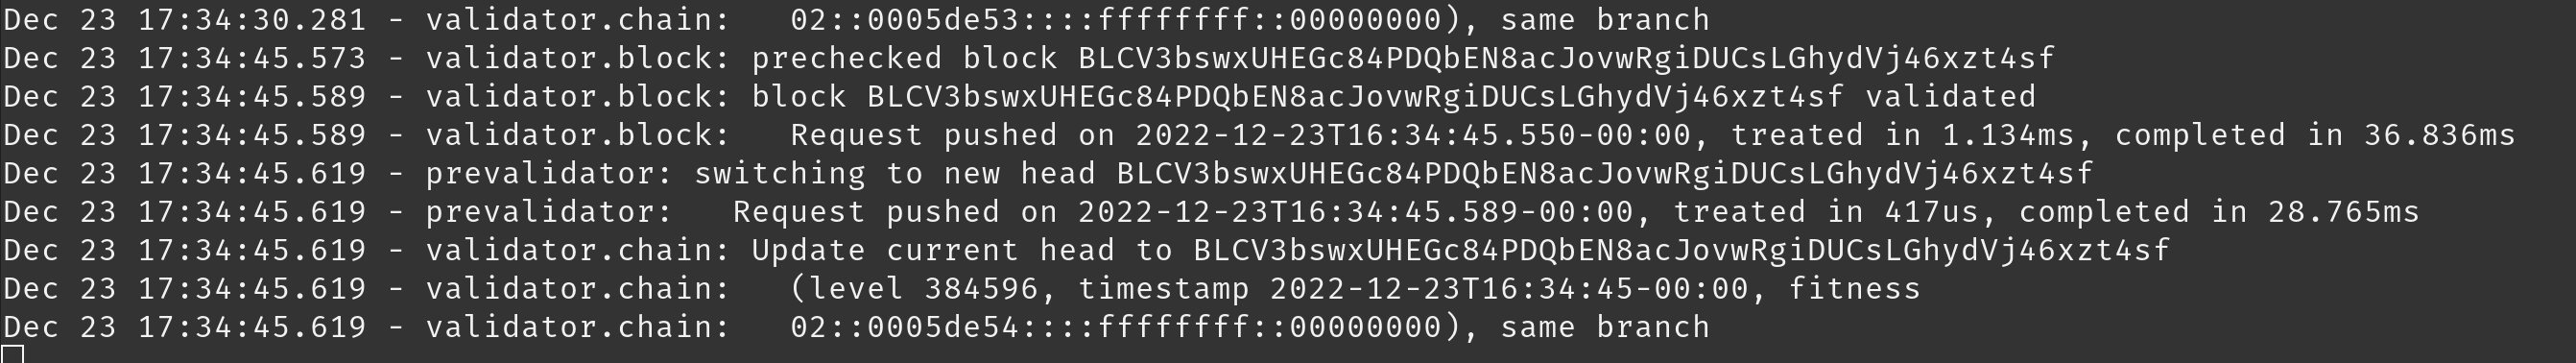 Dec 23 17:34:30.281 - validator.chain:   02::0005de53::::ffffffff::00000000), same branch
Dec 23 17:34:45.573 - validator.block: prechecked block BLCV3bswxUHEGc84PDQbEN8acJovwRgiDUCsLGhydVj46xzt4sf
Dec 23 17:34:45.589 - validator.block: block BLCV3bswxUHEGc84PDQbEN8acJovwRgiDUCsLGhydVj46xzt4sf validated
Dec 23 17:34:45.589 - validator.block:   Request pushed on 2022-12-23T16:34:45.550-00:00, treated in 1.134ms, completed in 36.836ms
Dec 23 17:34:45.619 - prevalidator: switching to new head BLCV3bswxUHEGc84PDQbEN8acJovwRgiDUCsLGhydVj46xzt4sf
Dec 23 17:34:45.619 - prevalidator:   Request pushed on 2022-12-23T16:34:45.589-00:00, treated in 417us, completed in 28.765ms
Dec 23 17:34:45.619 - validator.chain: Update current head to BLCV3bswxUHEGc84PDQbEN8acJovwRgiDUCsLGhydVj46xzt4sf
Dec 23 17:34:45.619 - validator.chain:   (level 384596, timestamp 2022-12-23T16:34:45-00:00, fitness
Dec 23 17:34:45.619 - validator.chain:   02::0005de54::::ffffffff::00000000), same branch